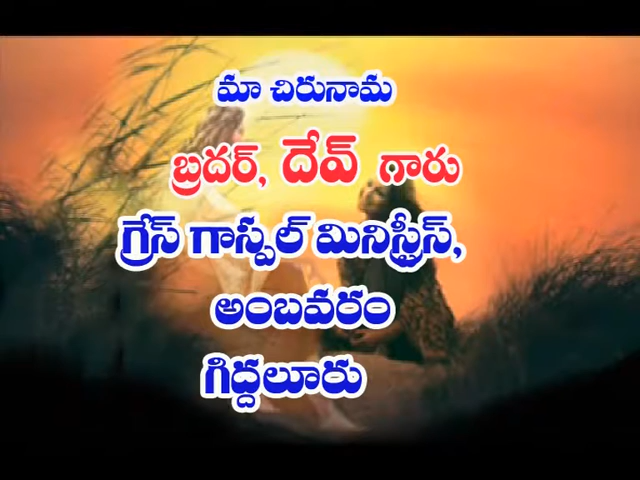 మా చిరునామ
బ్రదర్, దేవ్ గారు
గ్రేస్ గాస్పల్ మినిస్ట్రీస్,
అంబవరం
గిద్దలూరు